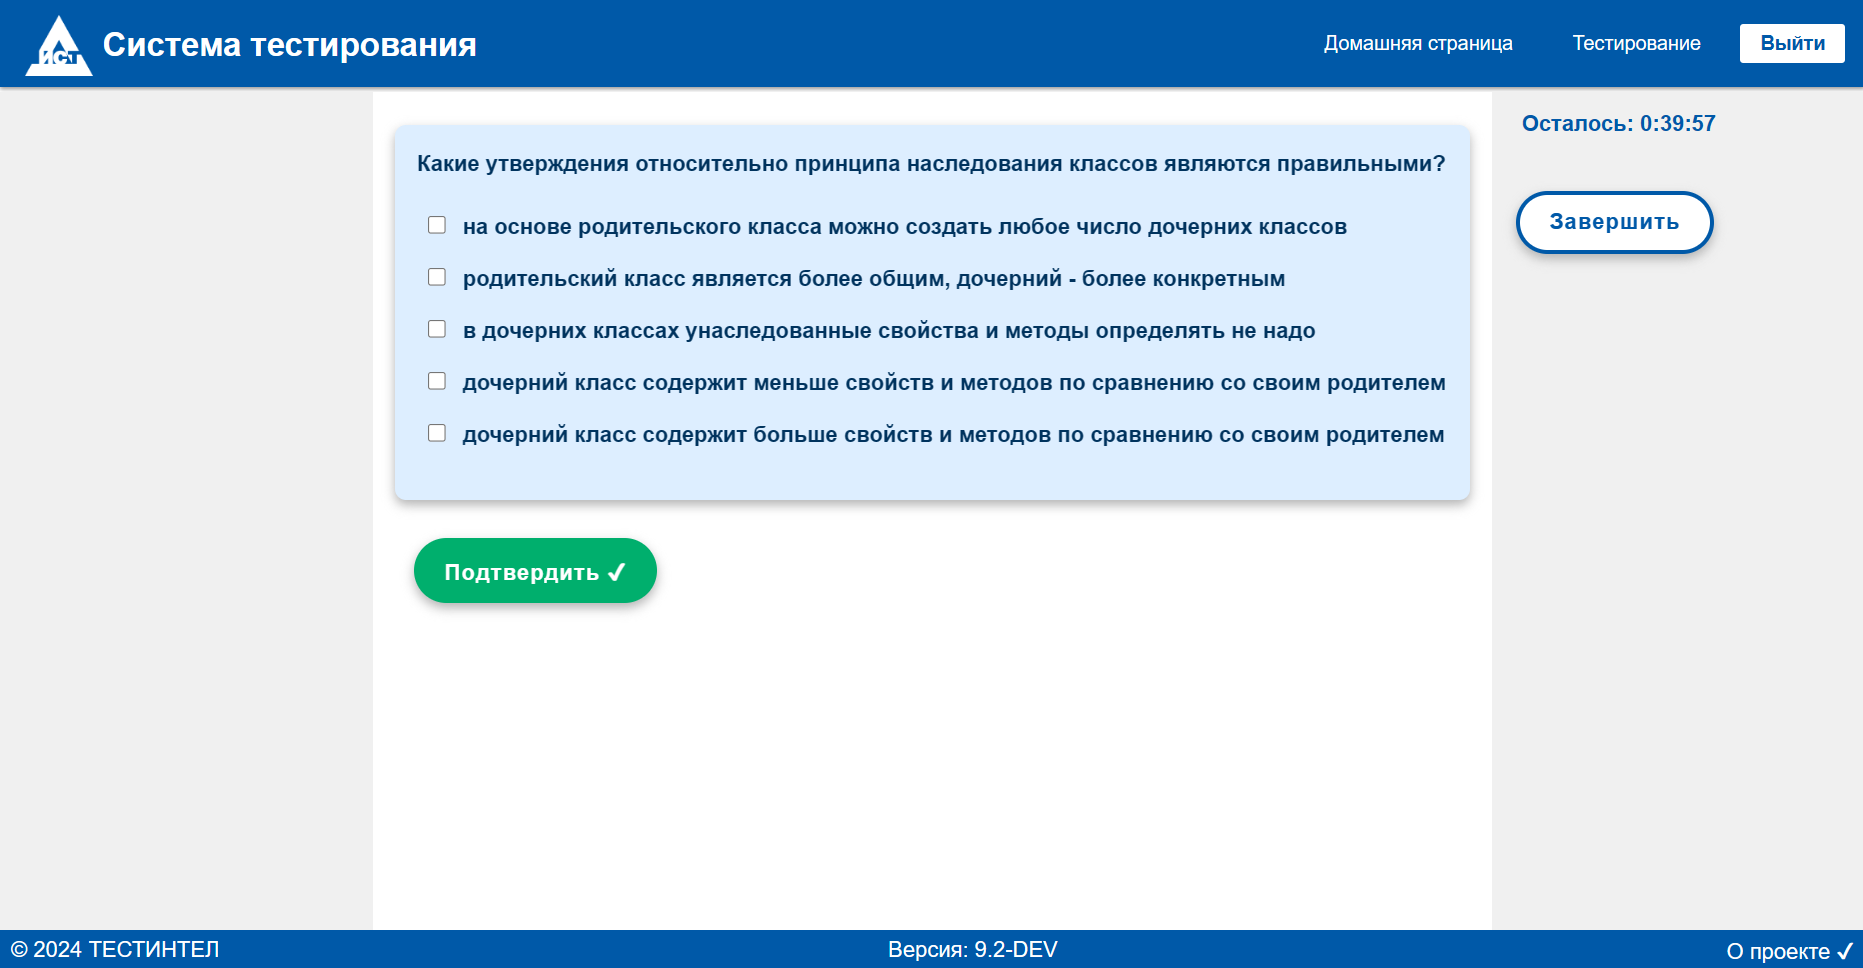 ИСТ
Система тестирования
Домашняя страница
Тестирование
Выйти
Осталось: 0:39:57
Какие утверждения относительно принципа наследования классов являются правильными?
на основе родительского класса можно создать любое число дочерних классов
родительский класс является более общим, дочерний - более конкретным
в дочерних классах унаследованные свойства и методы определять не надо
дочерний класс содержит меньше свойств и методов по сравнению со своим родителем
дочерний класс содержит больше свойств и методов по сравнению со своим родителем
Завершить
Подтвердить ✓
© 2024 ТЕСТИНТЕЛ
Версия: 9.2-DEV
О проекте ✓